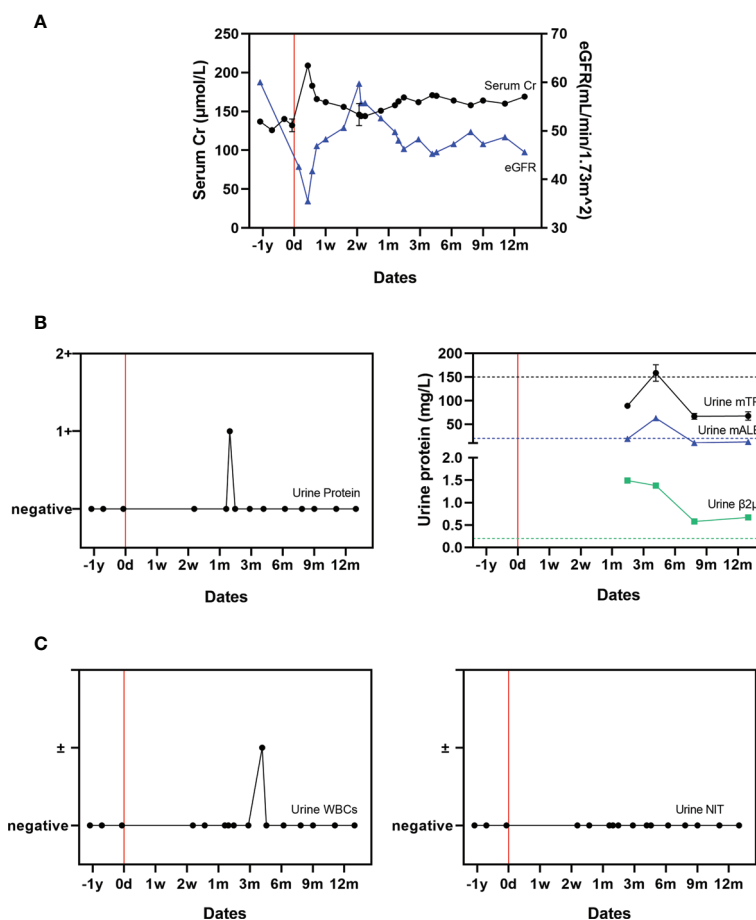 A
250
200
150
100
50
0
Serum Cr (µmol/L)
70
60
50
40
30
eGFR(mL/min/1.73m^2)
Serum Cr
eGFR
-1y 0d 1w 2w 1m 3m 6m 9m 12m
Dates
B
2+
1+
negative
Urine Protein
-1y 0d 1w 2w 1m 3m 6m 9m 12m
Dates
Urine protein (mg/L)
200
150
100
50
2.0
1.5
1.0
0.5
0.0
Urine mTP
Urine mALB
Urine β2μ
-1y 0d 1w 2w 1m 3m 6m 9m 12m
Dates
C
±
negative
Urine WBCs
-1y 0d 1w 2w 1m 3m 6m 9m 12m
Dates
±
negative
Urine NIT
-1y 0d 1w 2w 1m 3m 6m 9m 12m
Dates